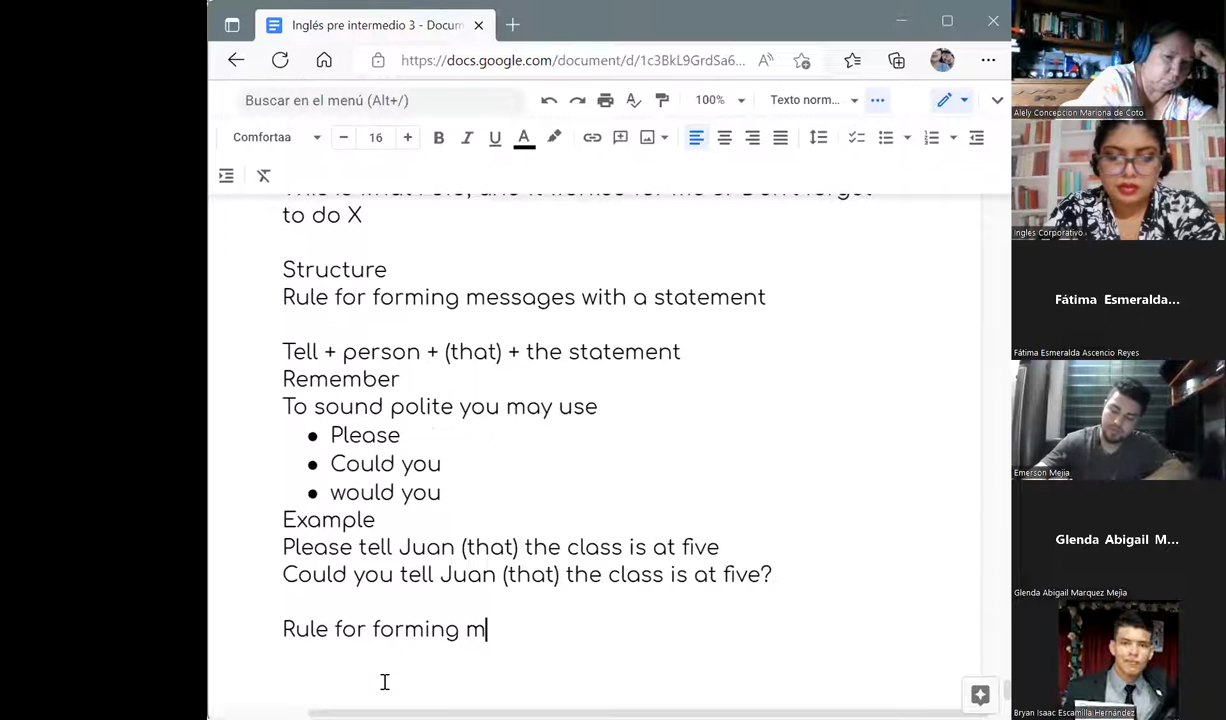 Inglés pre intermedio 3 - Docum
https://docs.google.com/document/d/1c3BkL9GrdSa6...
Buscar en el menú (Alt+/)
100%
Texto norm...
Comfortaa
16
to do X
Structure
Rule for forming messages with a statement
Tell + person + (that) + the statement
Remember
To sound polite you may use
● Please
● Could you
● would you
Example
Please tell Juan (that) the class is at five
Could you tell Juan (that) the class is at five?
Rule for forming m
Alely Concepcion Mariona de Coto
Inglés Corporativo
Fátima Esmeralda...
Fátima Esmeralda Ascencio Reyes
Emerson Mejia
Glenda Abigail M...
Glenda Abigail Marquez Mejia
Bryan Isaac Escamilla Hernández